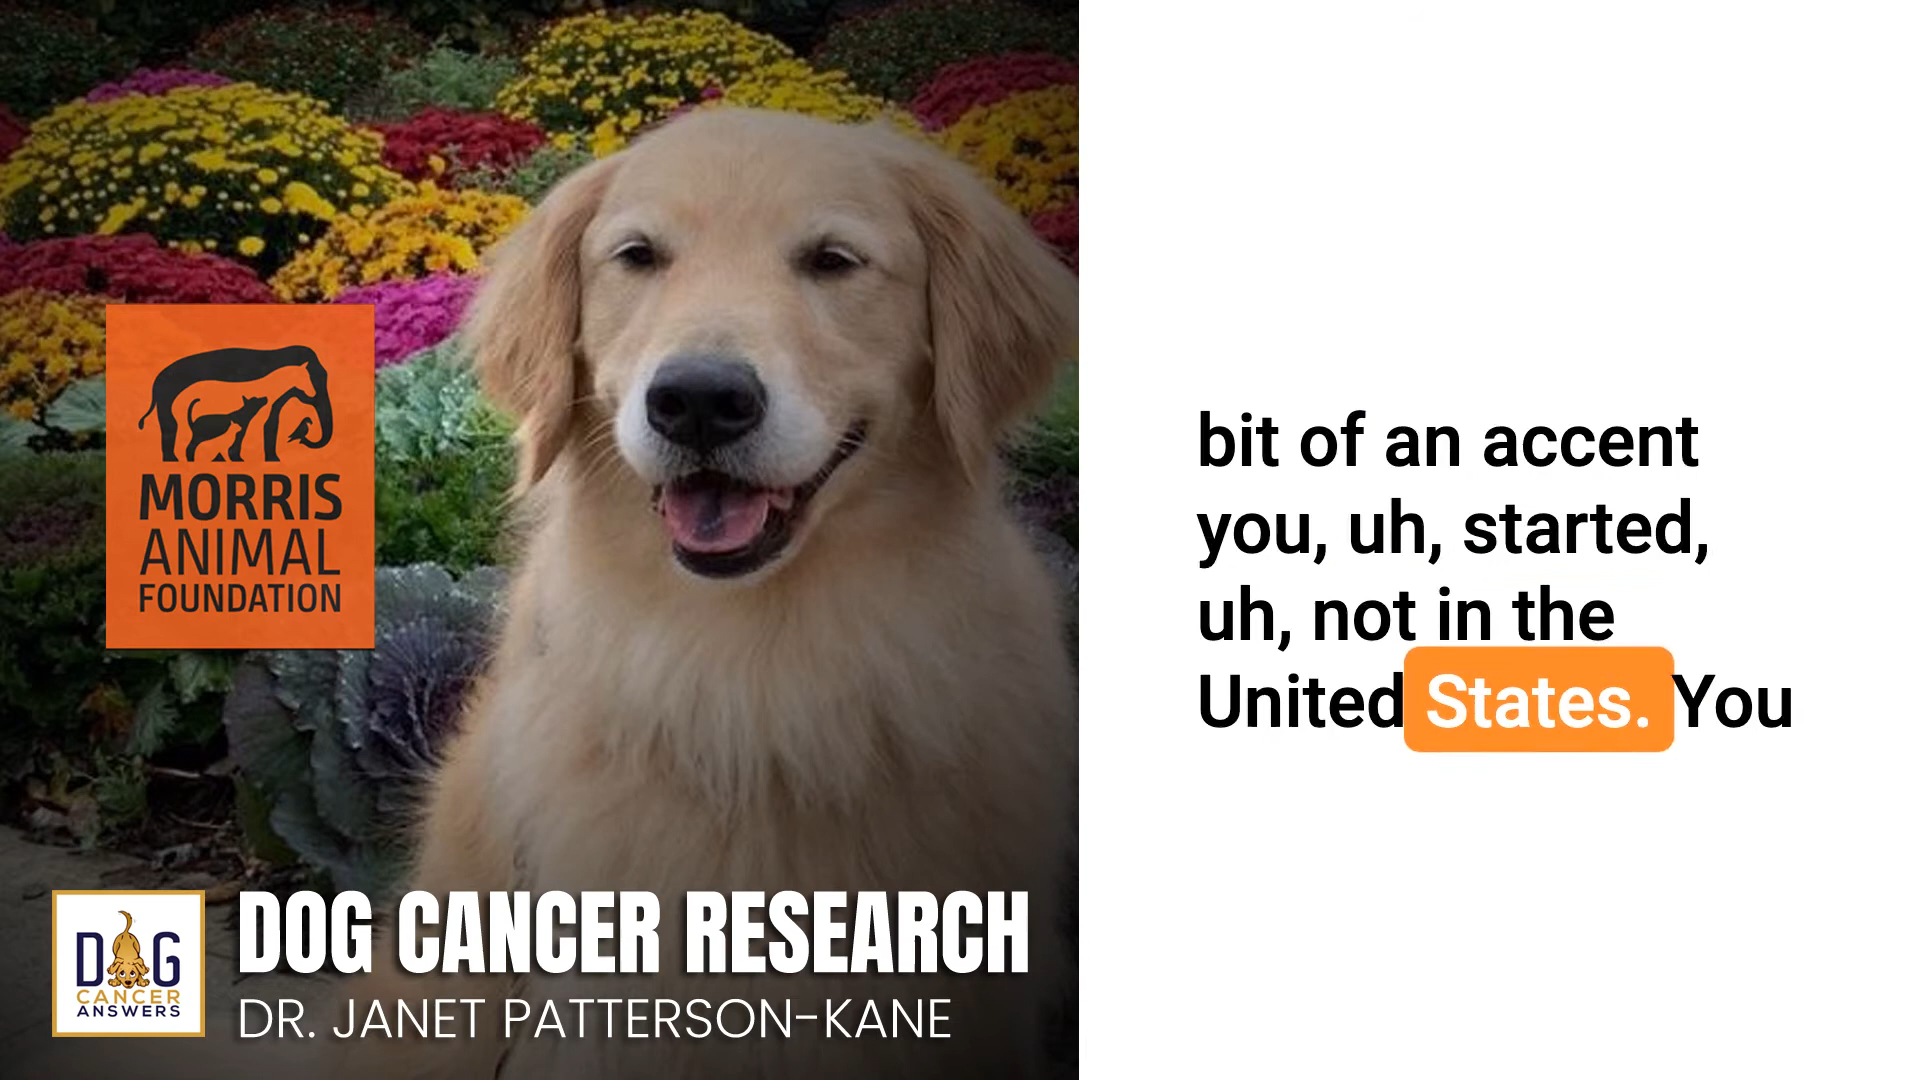 MORRIS
ANIMAL
FOUNDATION
DOG
CANCER
ANSWERS
DOG CANCER RESEARCH
DR. JANET PATTERSON-KANE
bit of an accent
you, uh, started,
uh, not in the
United States. You